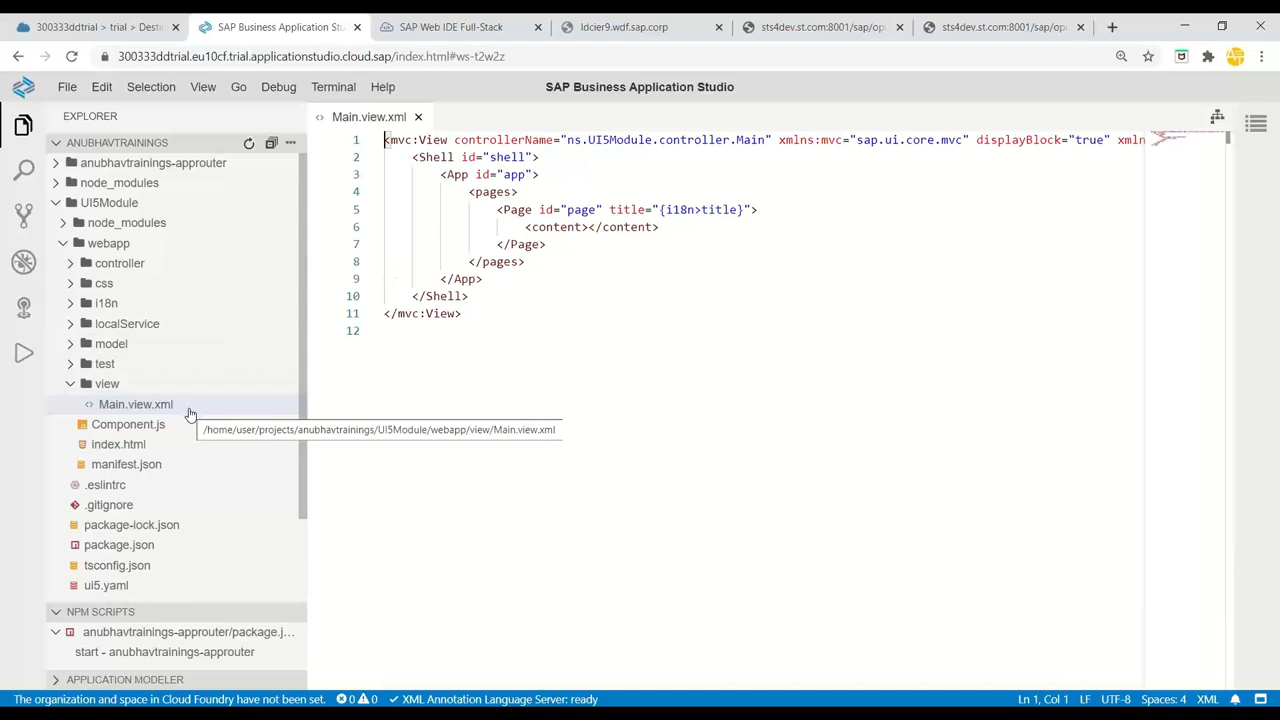 300333ddtrial > trial > Destin
SAP Business Application Studio
SAP Web IDE Full-Stack
ldcier9.wdf.sap.corp
sts4dev.st.com:8001/sap/op
sts4dev.st.com:8001/sap/op
300333ddtrial.eu10cf.trial.applicationstudio.cloud.sap/index.html#ws-t2w2z
File Edit Selection View Go Debug Terminal Help SAP Business Application Studio
EXPLORER
Main.view.xml
ANUBHAVTRAININGS
anubhavtrainings-approuter
node_modules
UI5Module
node_modules
webapp
controller
css
i18n
localService
model
test
view
Main.view.xml
Component.js
index.html
manifest.json
.eslintrc
.gitignore
package-lock.json
package.json
tsconfig.json
ui5.yaml
NPM SCRIPTS
anubhavtrainings-approuter/package.j...
start - anubhavtrainings-approuter
APPLICATION MODELER
1 <mvc:View controllerName="ns.UI5Module.controller.Main" xmlns:mvc="sap.ui.core.mvc" displayBlock="true" xmln
2 <Shell id="shell">
3 <App id="app">
4 <pages>
5 <Page id="page" title="{i18n>title}">
6 <content></content>
7 </Page>
8 </pages>
9 </App>
10 </Shell>
11 </mvc:View>
12
/home/user/projects/anubhavtrainings/UI5Module/webapp/view/Main.view.xml
The organization and space in Cloud Foundry have not been set. 0 0 XML Annotation Language Server: ready Ln 1, Col 1 LF UTF-8 Spaces: 4 XML